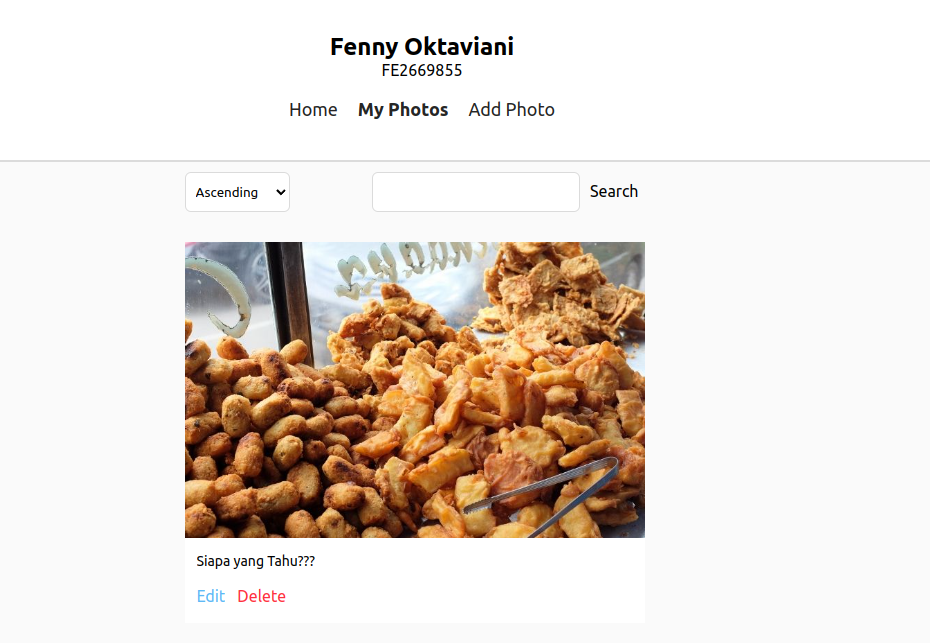 Fenny Oktaviani
FE2669855
Home My Photos Add Photo
Ascending Search
Siapa yang Tahu???
Edit Delete